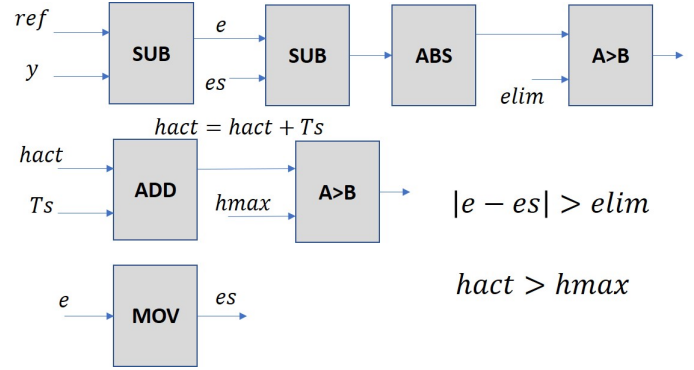 ref
y
SUB
e
es
SUB
ABS
elim
A>B
hact = hact + Ts
hact
Ts
ADD
hmax
A>B
|e − es| > elim
hact > hmax
e
MOV
es